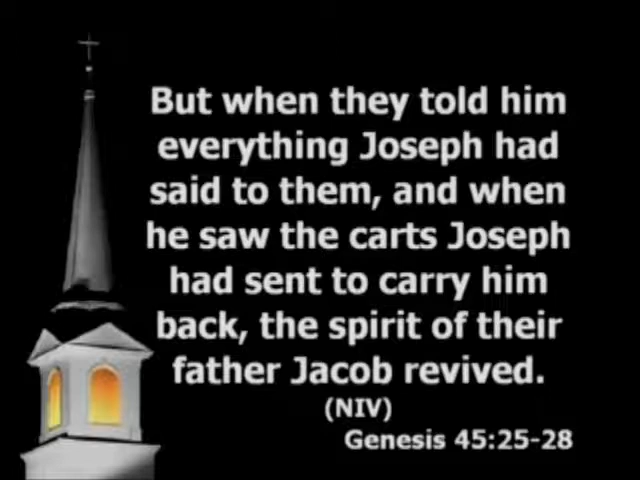 But when they told him
everything Joseph had
said to them, and when
he saw the carts Joseph
had sent to carry him
back, the spirit of their
father Jacob revived.
(NIV)
Genesis 45:25-28